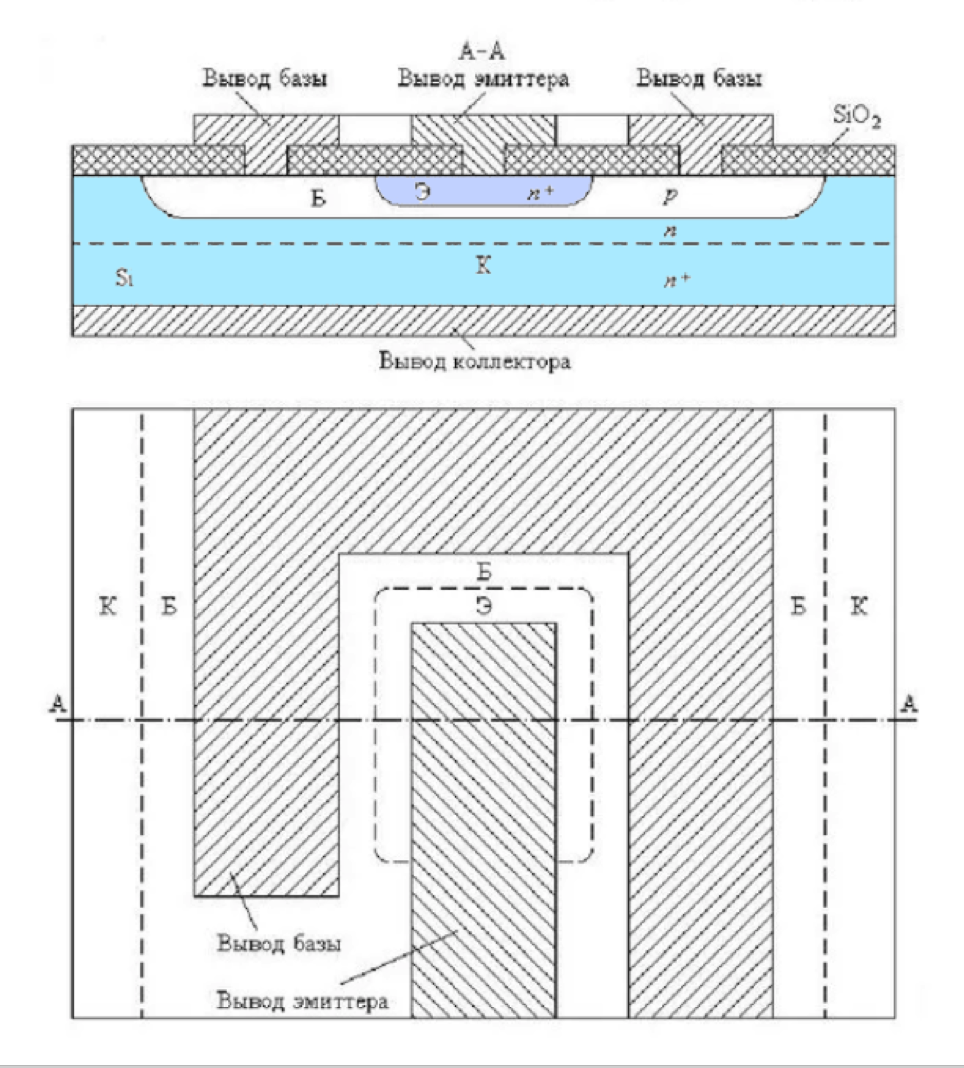 А-А
Вывод базы Вывод эмиттера Вывод базы
SiO2
Б Э n+ p
n
К
Si n+
Вывод коллектора
Б
К Б Э Б К
А А
Вывод базы
Вывод эмиттера